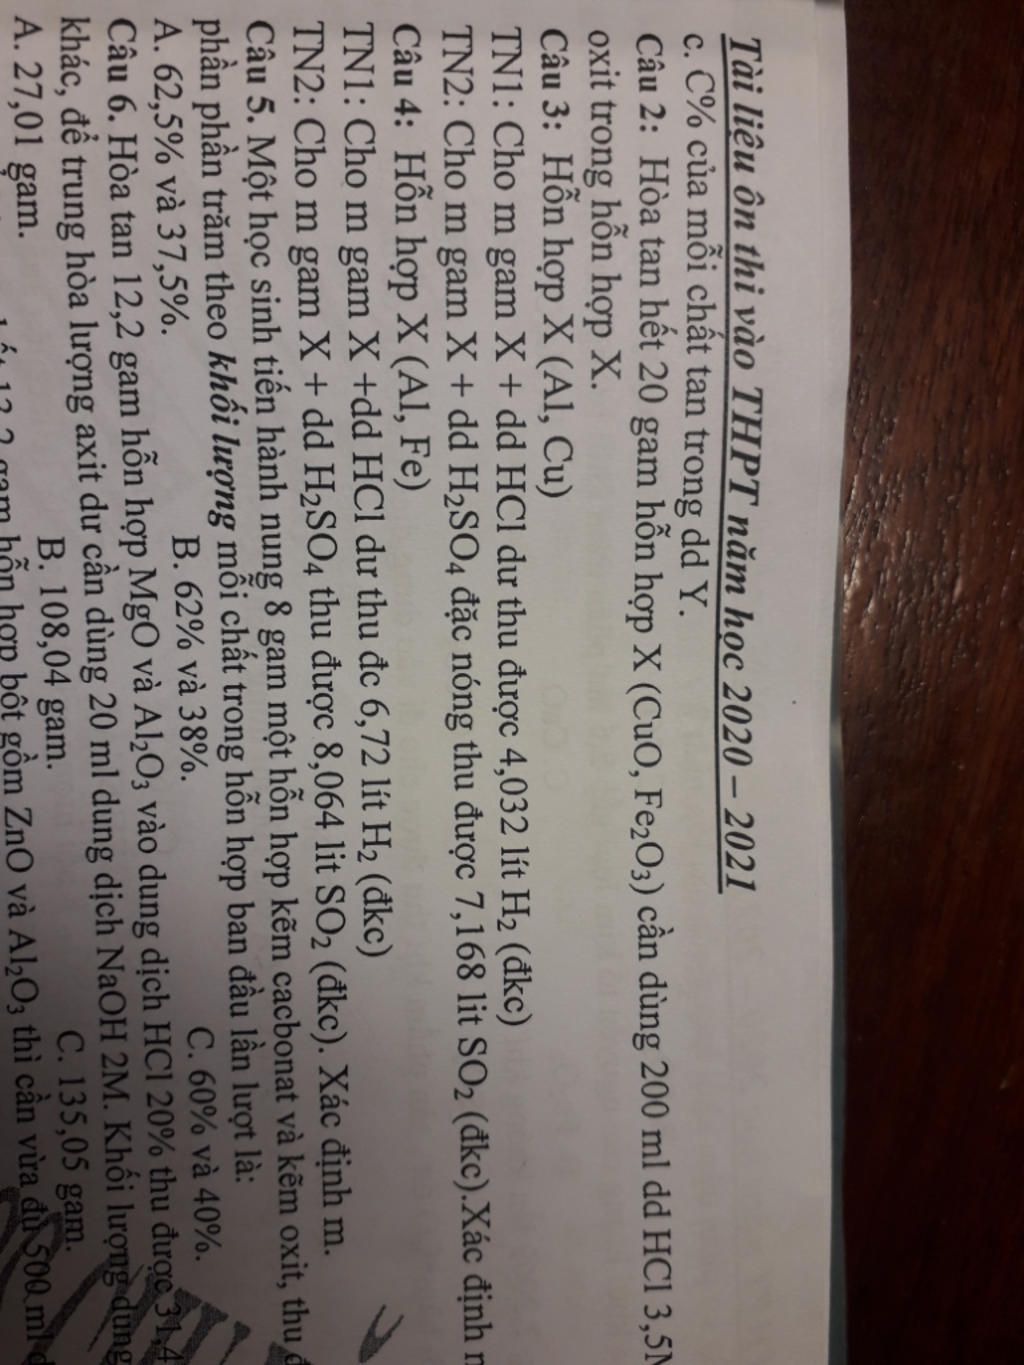 Tài liêu ôn thi vào THPT năm học 2020 – 2021
c. C% của mỗi chất tan trong dd Y.
Câu 2: Hòa tan hết 20 gam hỗn hợp X (CuO, Fe₂O₃) cần dùng 200 ml dd HCl 3,5M
oxit trong hỗn hợp X.
Câu 3: Hỗn hợp X (Al, Cu)
TN1: Cho m gam X + dd HCl dư thu được 4,032 lít H₂ (đkc)
TN2: Cho m gam X + dd H₂SO₄ đặc nóng thu được 7,168 lit SO₂ (đkc).Xác định
Câu 4: Hỗn hợp X (Al, Fe)
TN1: Cho m gam X +dd HCl dư thu đc 6,72 lít H₂ (đkc)
TN2: Cho m gam X + dd H₂SO₄ thu được 8,064 lit SO₂ (đkc). Xác định m.
Câu 5. Một học sinh tiến hành nung 8 gam một hỗn hợp kẽm cacbonat và kẽm oxit, thu
phần phần trăm theo khối lượng mỗi chất trong hỗn hợp ban đầu lần lượt là:
A. 62,5% và 37,5%. B. 62% và 38%. C. 60% và 40%.
Câu 6. Hòa tan 12,2 gam hỗn hợp MgO và Al₂O₃ vào dung dịch HCl 20% thu được 31,4
khác, để trung hòa lượng axit dư cần dùng 20 ml dung dịch NaOH 2M. Khối lượng dung
A. 27,01 gam. B. 108,04 gam. C. 135,05 gam.
hỗn hợp bột gồm ZnO và Al₂O₃ thì cần vừa đủ 500 ml